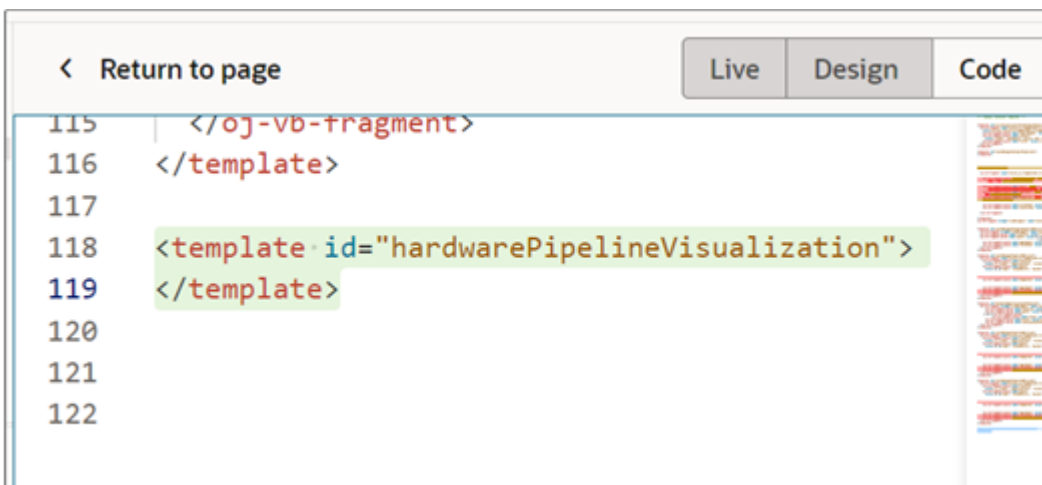 Return to page
Live Design Code
115 </oj-vb-fragment>
116 </template>
117
118 <template id="hardwarePipelineVisualization">
119 </template>
120
121
122